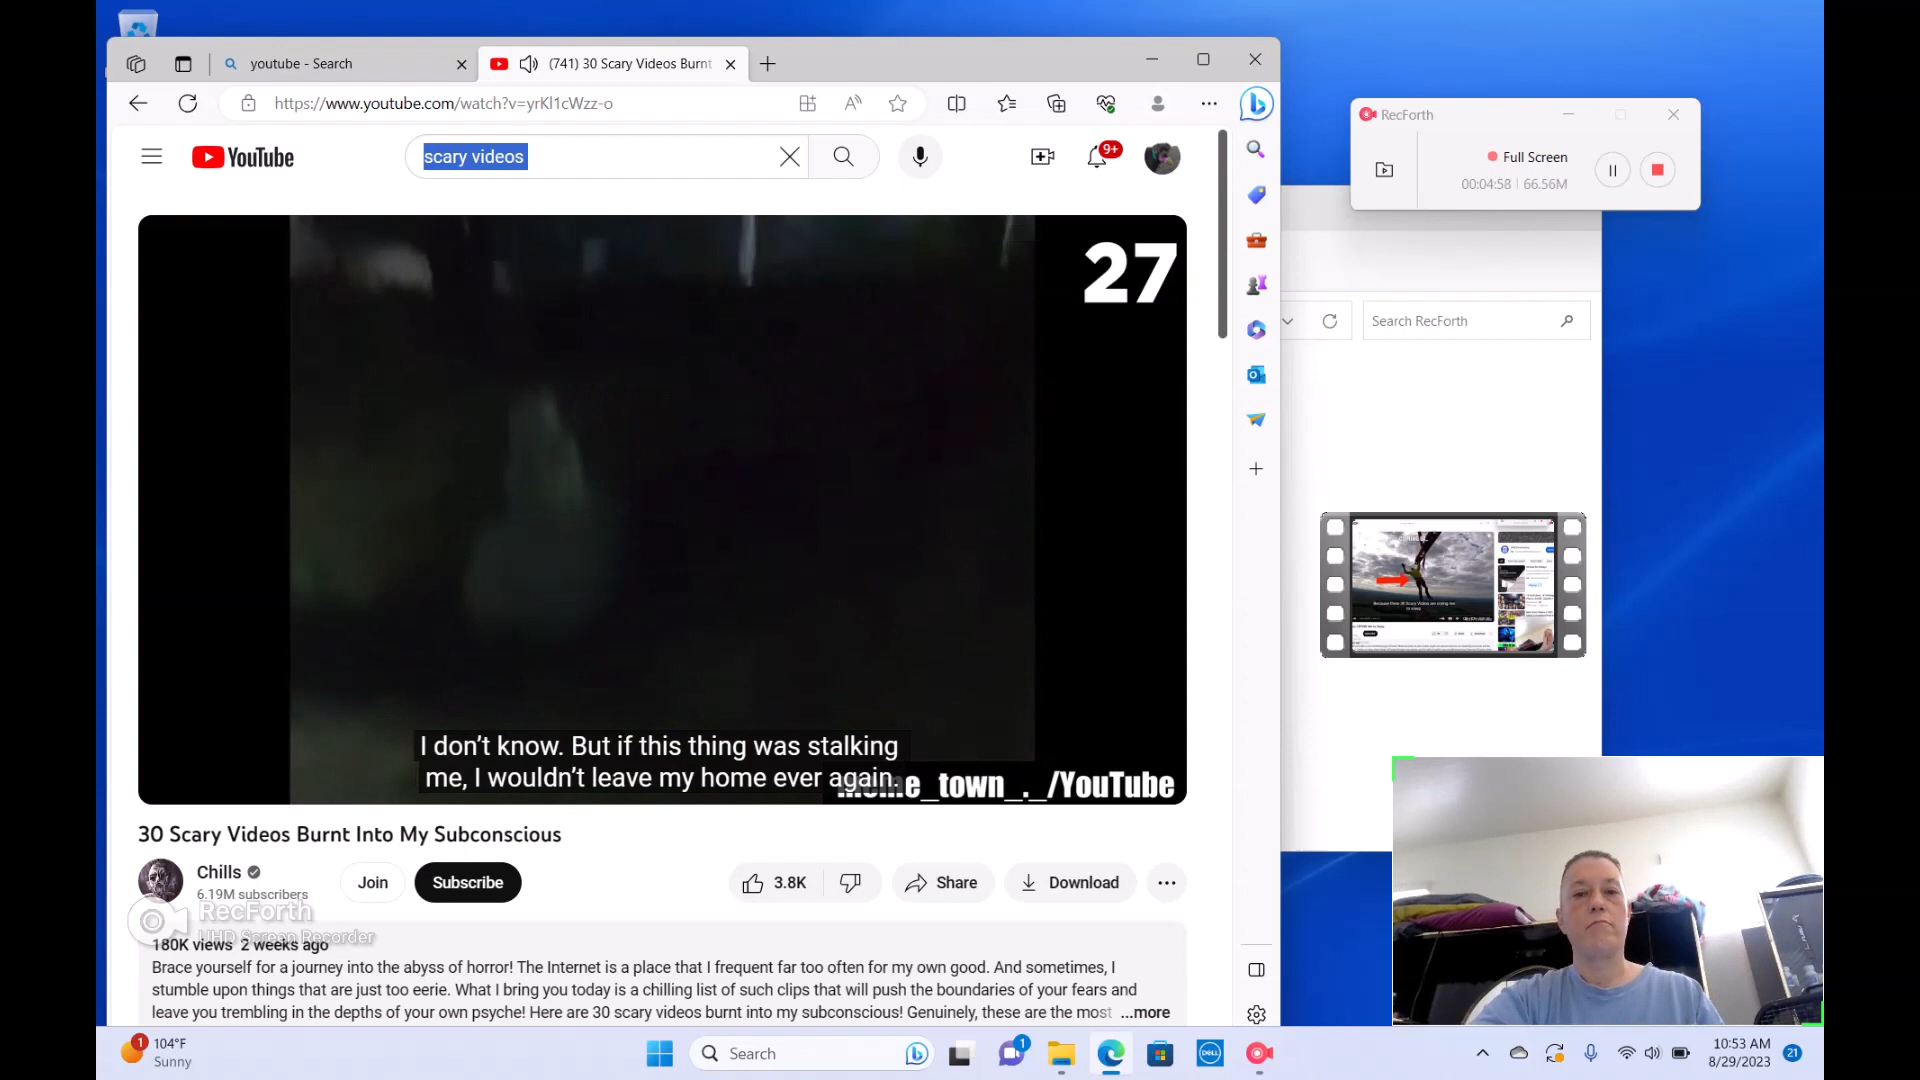 youtube - Search
(741) 30 Scary Videos Burnt
https://www.youtube.com/watch?v=yrKl1cWzz-o
YouTube
scary videos
9+
RecForth
Full Screen
00:04:58 | 66.56M
Search RecForth
27
I don't know. But if this thing was stalking
me, I wouldn't leave my home ever again.
e_town_._/YouTube
30 Scary Videos Burnt Into My Subconscious
Chills
6.19M subscribers
Join
Subscribe
3.8K
Share
Download
RecForth
UHD Screen Recorder
180K views 2 weeks ago
Brace yourself for a journey into the abyss of horror! The Internet is a place that I frequent far too often for my own good. And sometimes, I
stumble upon things that are just too eerie. What I bring you today is a chilling list of such clips that will push the boundaries of your fears and
leave you trembling in the depths of your own psyche! Here are 30 scary videos burnt into my subconscious! Genuinely, these are the most ...more
1
104°F
Sunny
Search
1
DELL
10:53 AM
8/29/2023
21